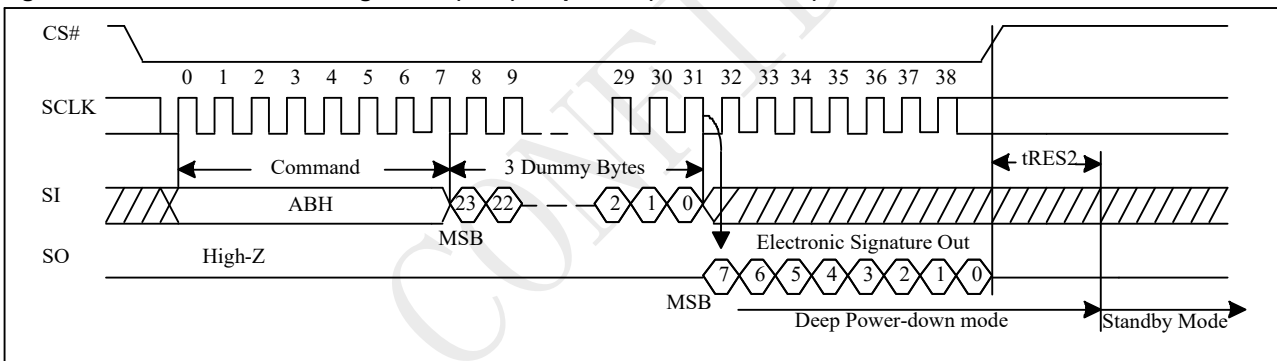 CS#
0 1 2 3 4 5 6 7 8 9 29 30 31 32 33 34 35 36 37 38
SCLK
Command 3 Dummy Bytes tRES2
SI ABH 23 22 2 1 0
MSB
SO High-Z Electronic Signature Out
7 6 5 4 3 2 1 0
MSB
Deep Power-down mode Standby Mode